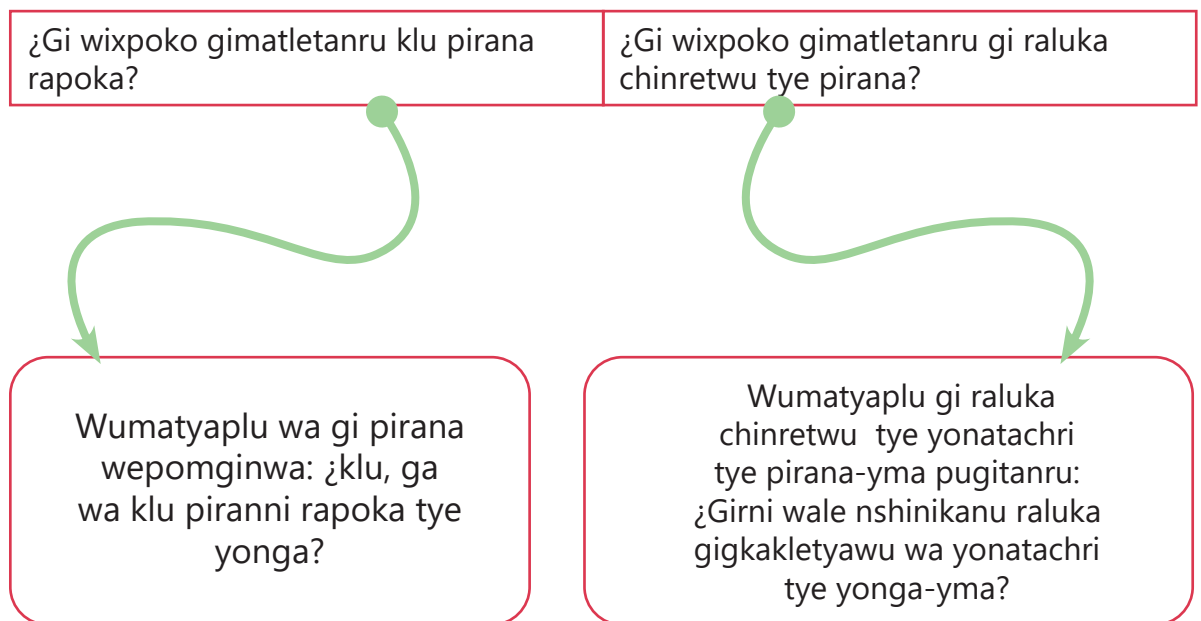 ¿Gi wixpoko gimatletanru klu pirana
rapoka?
¿Gi wixpoko gimatletanru gi raluka
chinretwu tye pirana?
Wumatyaplu wa gi pirana
wepomginwa: ¿klu, ga
wa klu piranni rapoka tye
yonga?
Wumatyaplu gi raluka
chinretwu tye yonatachri
tye pirana-yma pugitanru:
¿Girni wale nshinikanu raluka
gigkakletyawu wa yonatachri
tye yonga-yma?